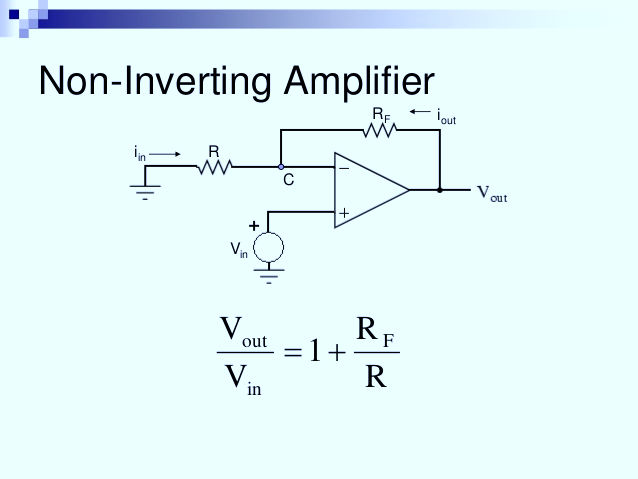 Non-Inverting Amplifier
R_F i_out
i_in R
C
−
V_out
+
+
V_in
V_out / V_in = 1 + R_F / R